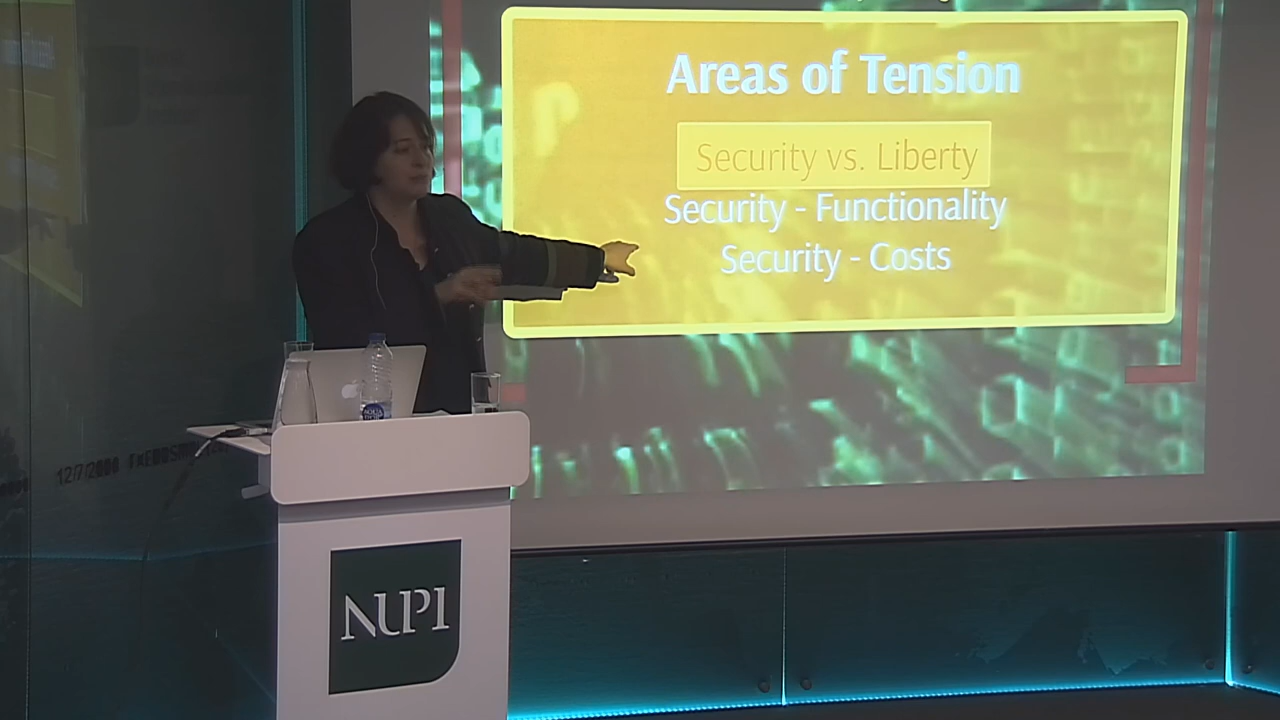 Areas of Tension
Security vs. Liberty
Security - Functionality
Security - Costs
NUPI